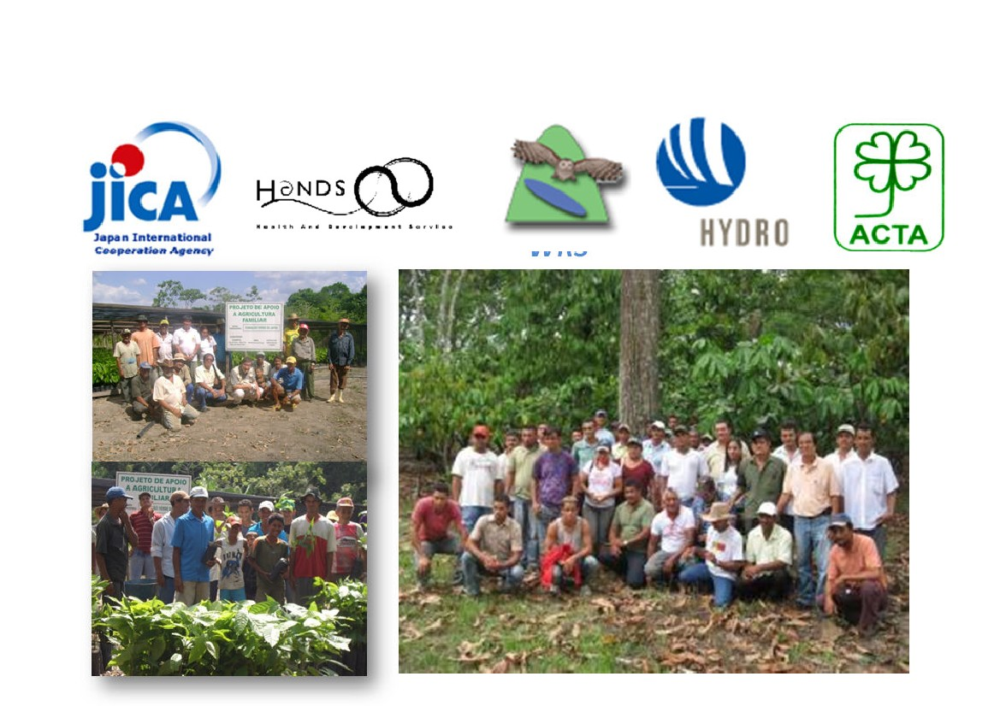 jICA
Japan International
Cooperation Agency
HANDS
Health And Development Service
WRS
HYDRO
ACTA
PROJETO DE APOIO
A AGRICULTURA
FAMILIAR
PROJETO DE APOIO
A AGRICULTURA